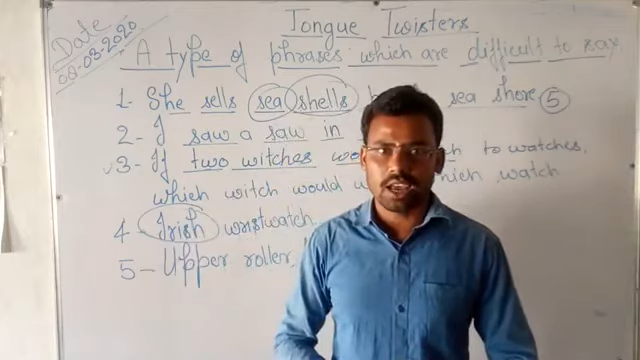 Tongue Twisters
Date
09-03-2020
A type of phrases which are difficult to say.
1- She sells sea shells sea shore 5
2- I saw a saw in
3- If two witches to watches,
which witch would which watch
4- Irish wristwatch
5- Upper roller,